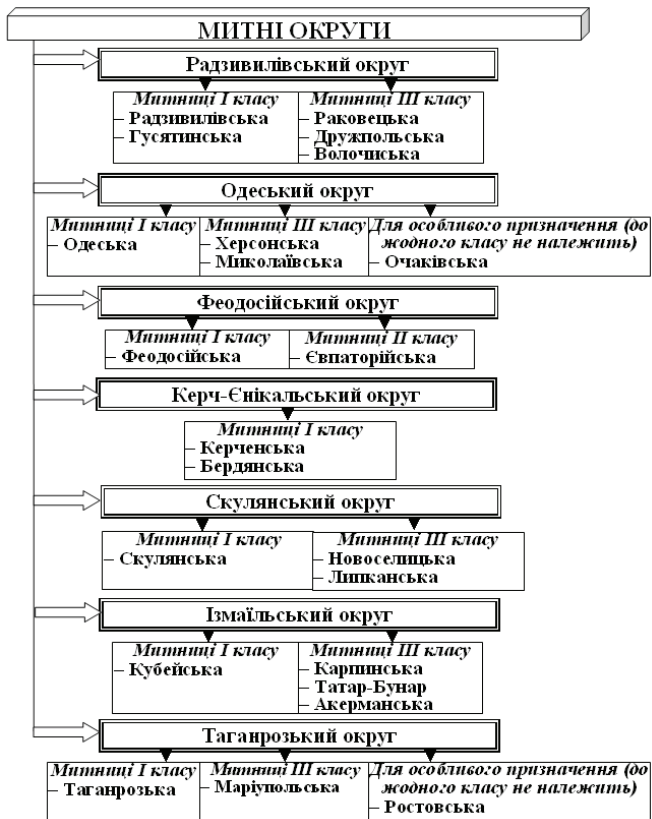 МИТНІ ОКРУГИ
Радзивилівський округ
Митниці І класу
– Радзивилівська
– Гусятинська
Митниці ІІІ класу
– Раковецька
– Дружпольська
– Волочиська
Одеський округ
Митниці І класу
– Одеська
Митниці ІІІ класу
– Херсонська
– Миколаївська
Для особливого призначення (до
жодного класу не належить)
– Очаківська
Феодосійський округ
Митниці І класу
– Феодосійська
Митниці ІІ класу
– Євпаторійська
Керч-Єнікальський округ
Митниці І класу
– Керченська
– Бердянська
Скулянський округ
Митниці І класу
– Скулянська
Митниці ІІІ класу
– Новоселицька
– Липканська
Ізмаїльський округ
Митниці І класу
– Кубейська
Митниці ІІІ класу
– Карпинська
– Татар-Бунар
– Акерманська
Таганрозький округ
Митниці І класу
– Таганрозька
Митниці ІІІ класу
– Маріупольська
Для особливого призначення (до
жодного класу не належить)
– Ростовська